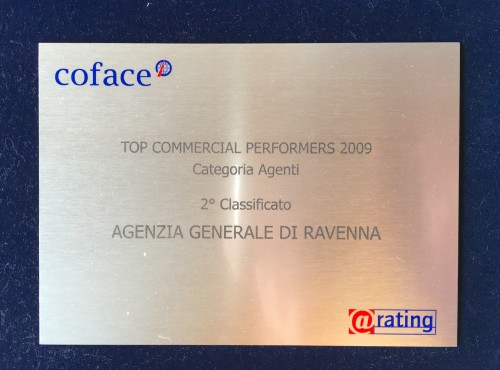 coface
TOP COMMERCIAL PERFORMERS 2009
Categoria Agenti
2° Classificato
AGENZIA GENERALE DI RAVENNA
@rating